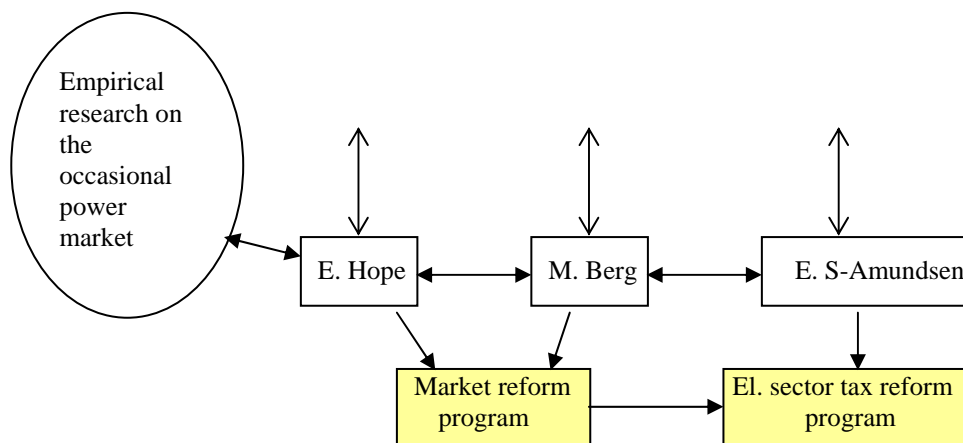 Empirical
research on
the
occasional
power
market
E. Hope
M. Berg
E. S-Amundsen
Market reform
program
El. sector tax reform
program